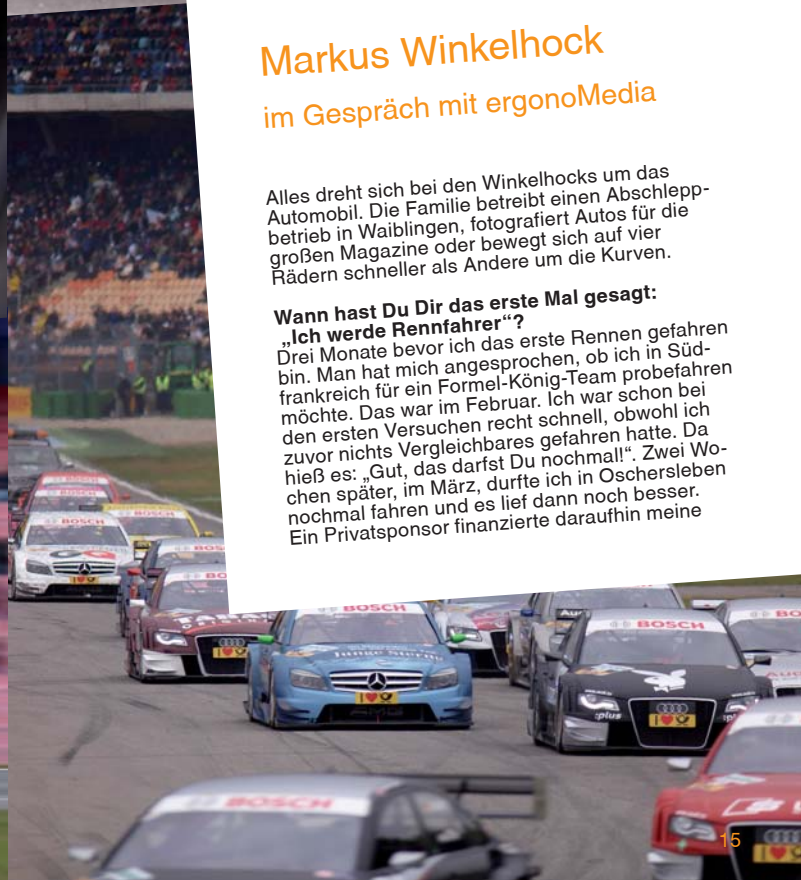 Markus Winkelhock
im Gespräch mit ergonoMedia
Alles dreht sich bei den Winkelhocks um das
Automobil. Die Familie betreibt einen Abschlepp-
betrieb in Waiblingen, fotografiert Autos für die
großen Magazine oder bewegt sich auf vier
Rädern schneller als Andere um die Kurven.
Wann hast Du Dir das erste Mal gesagt:
„Ich werde Rennfahrer“?
Drei Monate bevor ich das erste Rennen gefahren
bin. Man hat mich angesprochen, ob ich in Süd-
frankreich für ein Formel-König-Team probefahren
möchte. Das war im Februar. Ich war schon bei
den ersten Versuchen recht schnell, obwohl ich
zuvor nichts Vergleichbares gefahren hatte. Da
hieß es: „Gut, das darfst Du nochmal!“. Zwei Wo-
chen später, im März, durfte ich in Oschersleben
nochmal fahren und es lief dann noch besser.
Ein Privatsponsor finanzierte daraufhin meine
BOSCH
BOSCH
BOSCH
BOSCH
BOSCH
BOSCH
Junge Sterne
AMG
BOSCH
plus
BOSCH
15